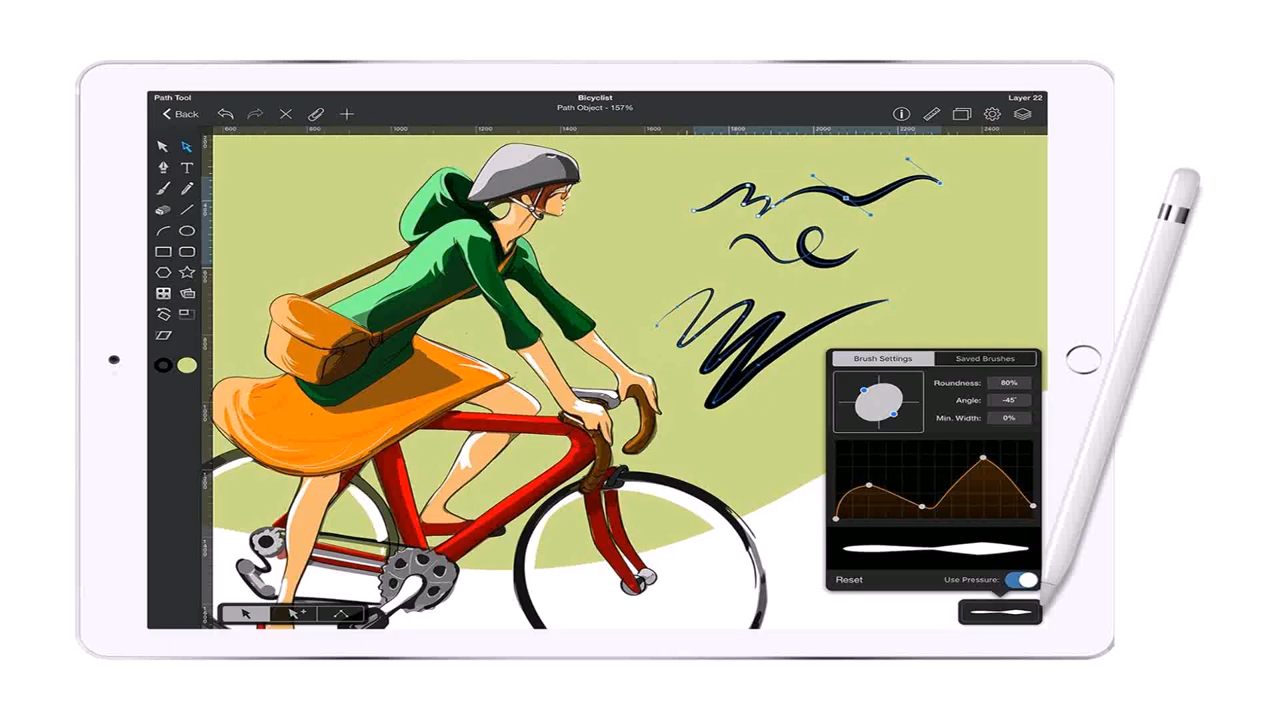 Path Tool
Bicyclist
Layer 22
Back
Path Object - 157%
600 800 1000 1200 1400 1600 1800 2000 2200 2400
T
Brush Settings
Saved Brushes
Roundness: 80%
Angle: -45°
Min. Width: 0%
Reset
Use Pressure: